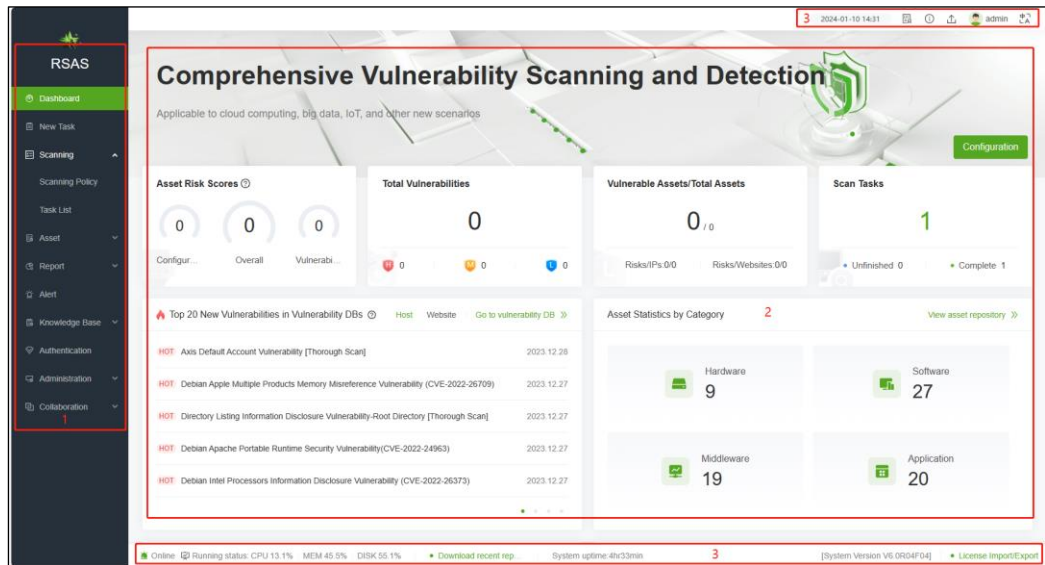 3 2024-01-10 14:31 admin
RSAS
Dashboard
New Task
Scanning
Scanning Policy
Task List
Asset
Report
Alert
Knowledge Base
Authentication
Administration
Collaboration
1
Comprehensive Vulnerability Scanning and Detection
Applicable to cloud computing, big data, IoT, and other new scenarios
Configuration
Asset Risk Scores
0 0 0
Configur... Overall Vulnerabi...
Total Vulnerabilities
0
H 0 M 0 L 0
Vulnerable Assets/Total Assets
0 / 0
Risks/IPs:0/0 Risks/Websites:0/0
Scan Tasks
1
Unfinished 0 Complete 1
Top 20 New Vulnerabilities in Vulnerability DBs Host Website Go to vulnerability DB
HOT Axis Default Account Vulnerability [Thorough Scan] 2023.12.28
HOT Debian Apple Multiple Products Memory Misreference Vulnerability (CVE-2022-26709) 2023.12.27
HOT Directory Listing Information Disclosure Vulnerability-Root Directory [Thorough Scan] 2023.12.27
HOT Debian Apache Portable Runtime Security Vulnerability(CVE-2022-24963) 2023.12.27
HOT Debian Intel Processors Information Disclosure Vulnerability (CVE-2022-26373) 2023.12.27
Asset Statistics by Category 2 View asset repository
Hardware
9
Software
27
Middleware
19
Application
20
Online Running status: CPU 13.1% MEM 45.5% DISK 55.1% Download recent rep... System uptime:4hr33min 3 [System Version V6.0R04F04] License Import/Export